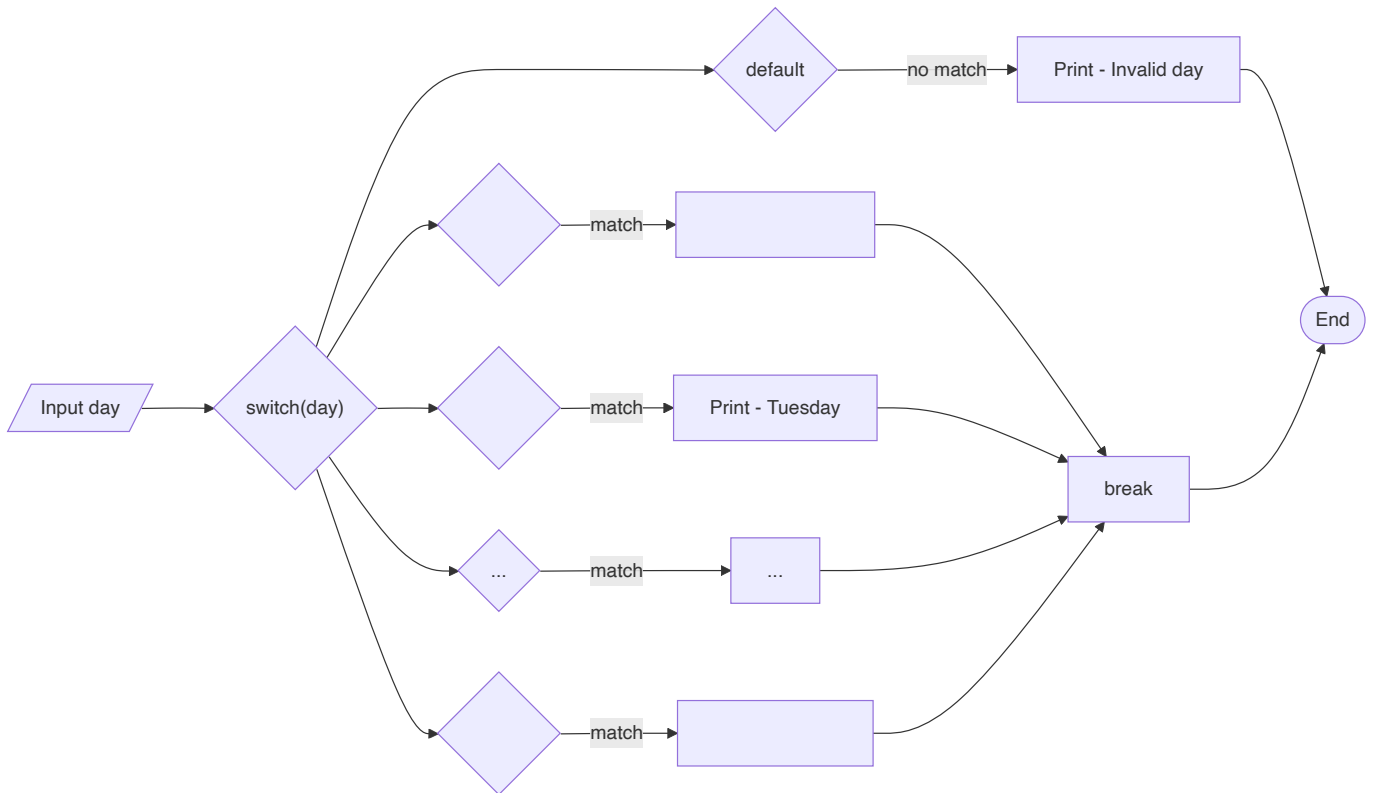 default
no match
Print - Invalid day
match
End
Input day
switch(day)
match
Print - Tuesday
break
...
match
...
match